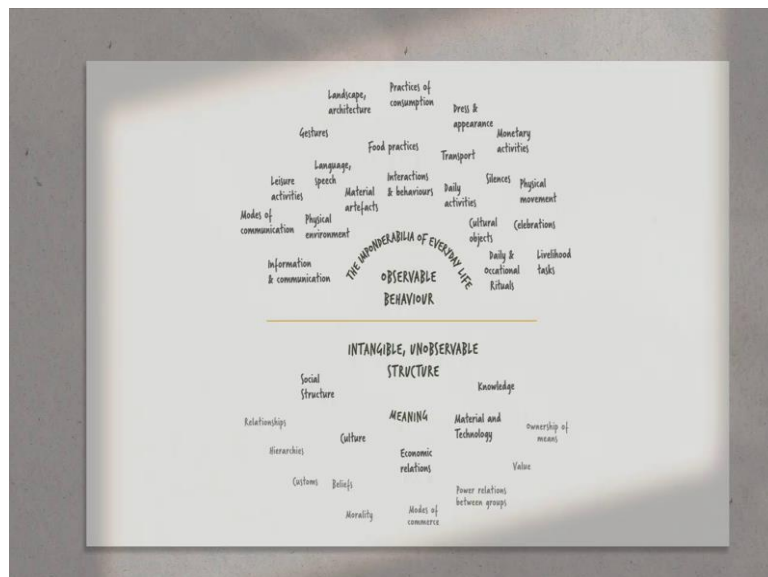 Practices of
consumption
Landscape,
architecture
Dress &
appearance
Gestures
Monetary
activities
Food practices
Transport
Language,
speech
Interactions
& behaviours
Leisure
activities
Material
artefacts
Daily
activities
Silences
Physical
movement
Modes of
communication
Physical
environment
Cultural
objects
Celebrations
THE IMPONDERABILIA OF EVERYDAY LIFE
Information
& communication
Daily &
Occational
Rituals
Livelihood
tasks
OBSERVABLE
BEHAVIOUR
INTANGIBLE, UNOBSERVABLE
STRUCTURE
Social
Structure
Knowledge
MEANING
Relationships
Material and
Technology
Ownership of
means
Culture
Hierarchies
Economic
relations
Value
Customs
Beliefs
Power relations
between groups
Morality
Modes of
commerce